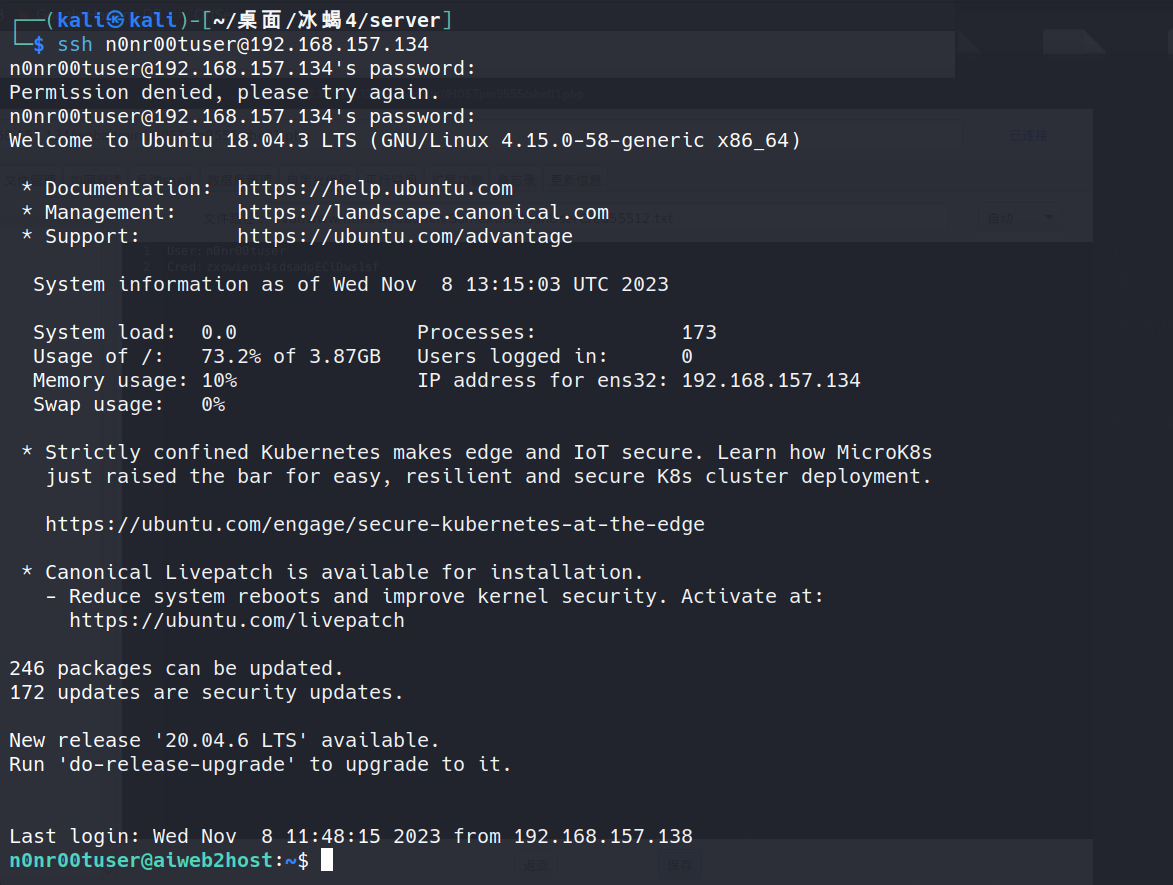 ┌──(kali㉿kali)-[~/桌面/冰蝎4/server]
└─$ ssh n0nr00tuser@192.168.157.134
n0nr00tuser@192.168.157.134's password:
Permission denied, please try again.
n0nr00tuser@192.168.157.134's password:
Welcome to Ubuntu 18.04.3 LTS (GNU/Linux 4.15.0-58-generic x86_64)
* Documentation:  https://help.ubuntu.com
* Management:     https://landscape.canonical.com
* Support:        https://ubuntu.com/advantage
System information as of Wed Nov  8 13:15:03 UTC 2023
System load:  0.0               Processes:            173
Usage of /:   73.2% of 3.87GB   Users logged in:      0
Memory usage: 10%               IP address for ens32: 192.168.157.134
Swap usage:   0%
* Strictly confined Kubernetes makes edge and IoT secure. Learn how MicroK8s
just raised the bar for easy, resilient and secure K8s cluster deployment.
https://ubuntu.com/engage/secure-kubernetes-at-the-edge
* Canonical Livepatch is available for installation.
- Reduce system reboots and improve kernel security. Activate at:
https://ubuntu.com/livepatch
246 packages can be updated.
172 updates are security updates.
New release '20.04.6 LTS' available.
Run 'do-release-upgrade' to upgrade to it.
Last login: Wed Nov  8 11:48:15 2023 from 192.168.157.138
n0nr00tuser@aiweb2host:~$